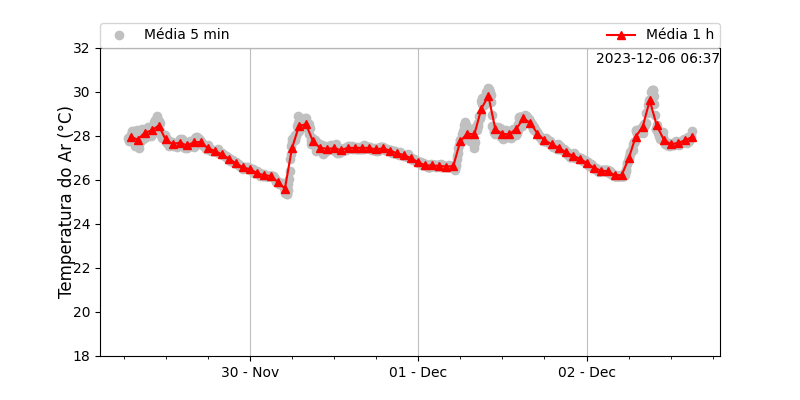 Média 5 min
Média 1 h
2023-12-06 06:37
Temperatura do Ar (°C)
32
30
28
26
24
22
20
18
30 - Nov
01 - Dec
02 - Dec